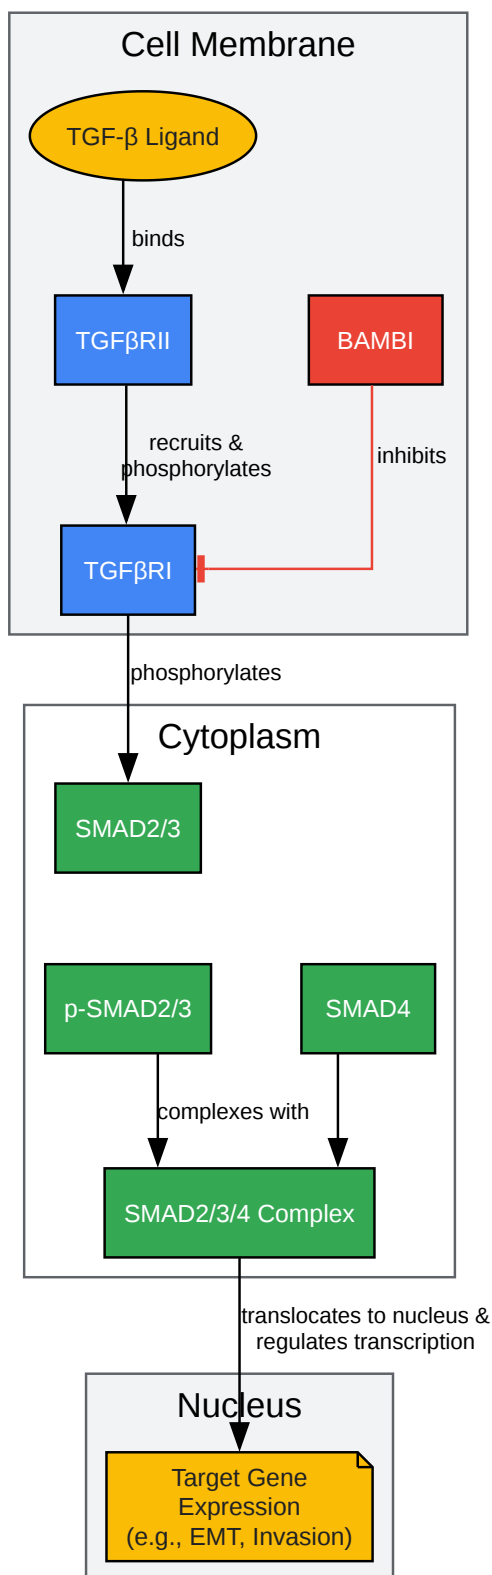 Cell Membrane
TGF-β Ligand
binds
TGFβRII
BAMBI
recruits &
phosphorylates
inhibits
TGFβRI
phosphorylates
Cytoplasm
SMAD2/3
p-SMAD2/3
SMAD4
complexes with
SMAD2/3/4 Complex
translocates to nucleus &
regulates transcription
Nucleus
Target Gene
Expression
(e.g., EMT, Invasion)